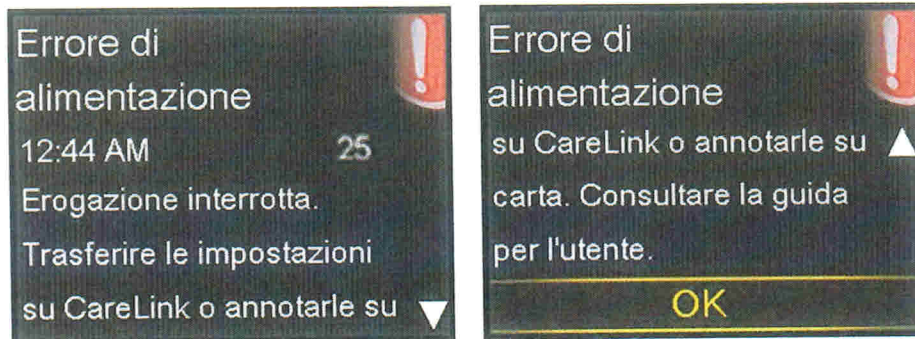 Errore di
alimentazione
12:44 AM 25
Erogazione interrotta.
Trasferire le impostazioni
su CareLink o annotarle su
Errore di
alimentazione
su CareLink o annotarle su
carta. Consultare la guida
per l'utente.
OK